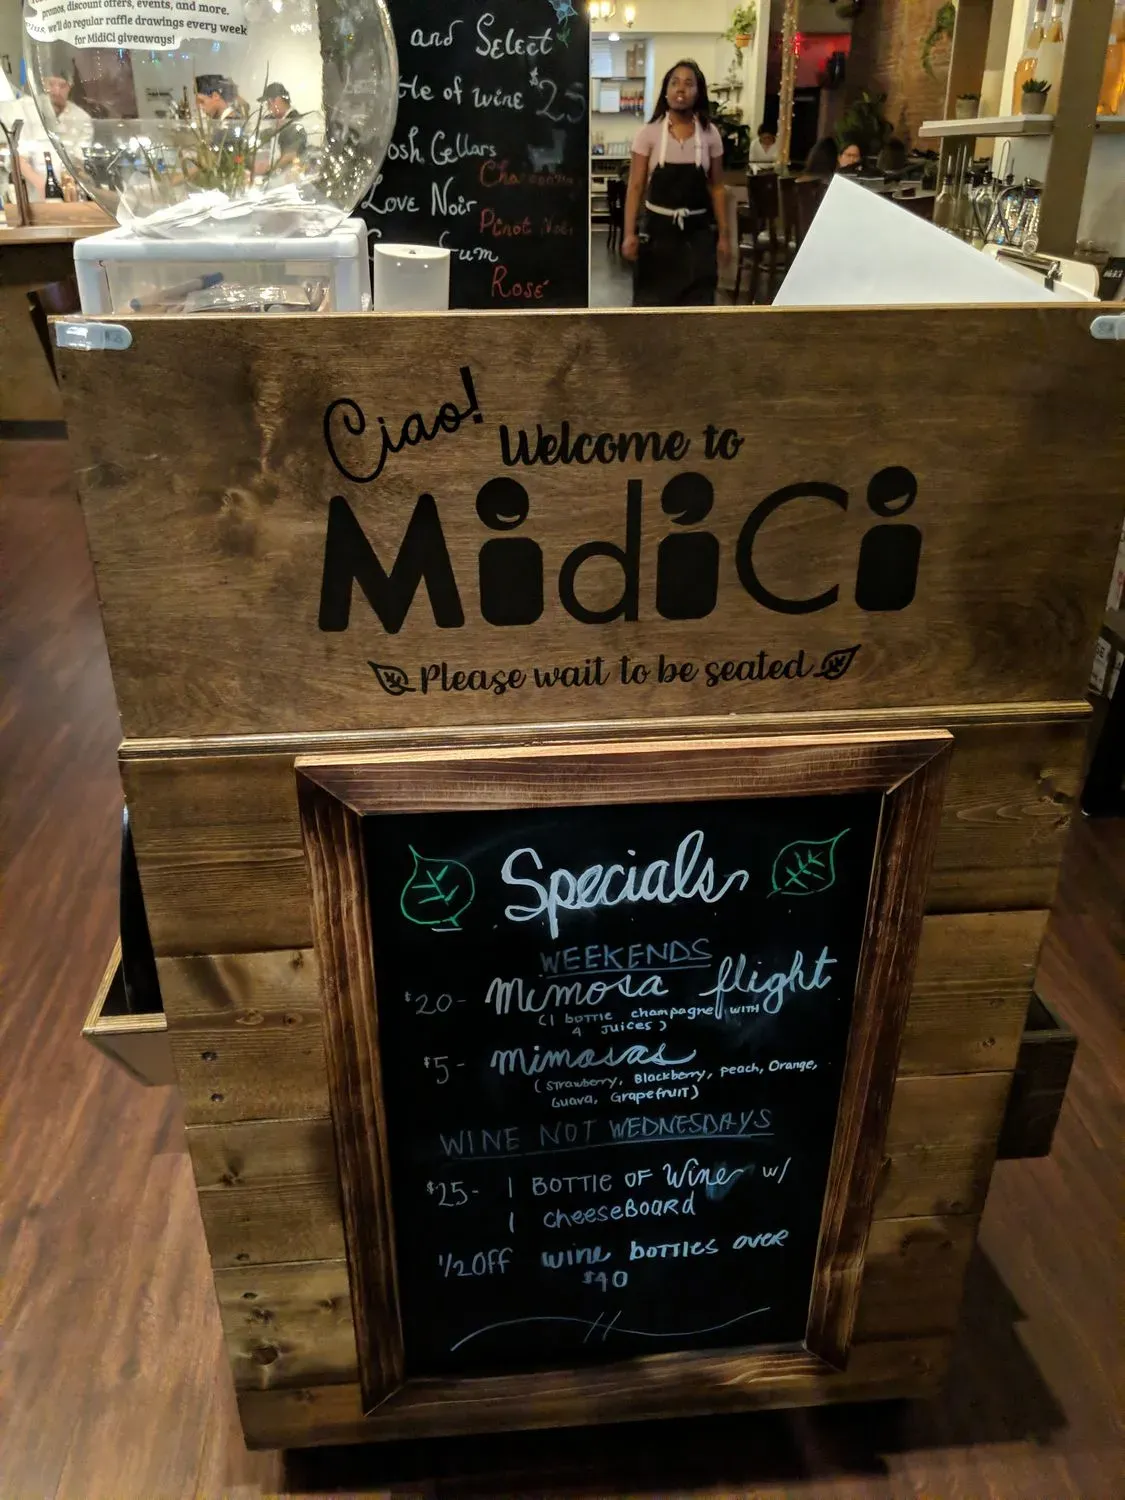 promos, discount offers, events, and more.
we'll do regular raffle drawings every week
for MidiCi giveaways!
and Select
of wine $25
osh Cellars
Love Noir
Pinot
um
Rosé
Ciao!
Welcome to
MidiCi
Please wait to be seated
Specials
WEEKENDS
$20- Mimosa flight
(1 bottle champagne with
4 juices)
$5- mimosas
(Strawberry, Blackberry, peach, Orange,
Guava, Grapefruit)
WINE NOT WEDNESDAYS
$25- 1 BOTTLE OF Wine w/
1 cheeseBoard
1/2 Off wine bottles over
$40